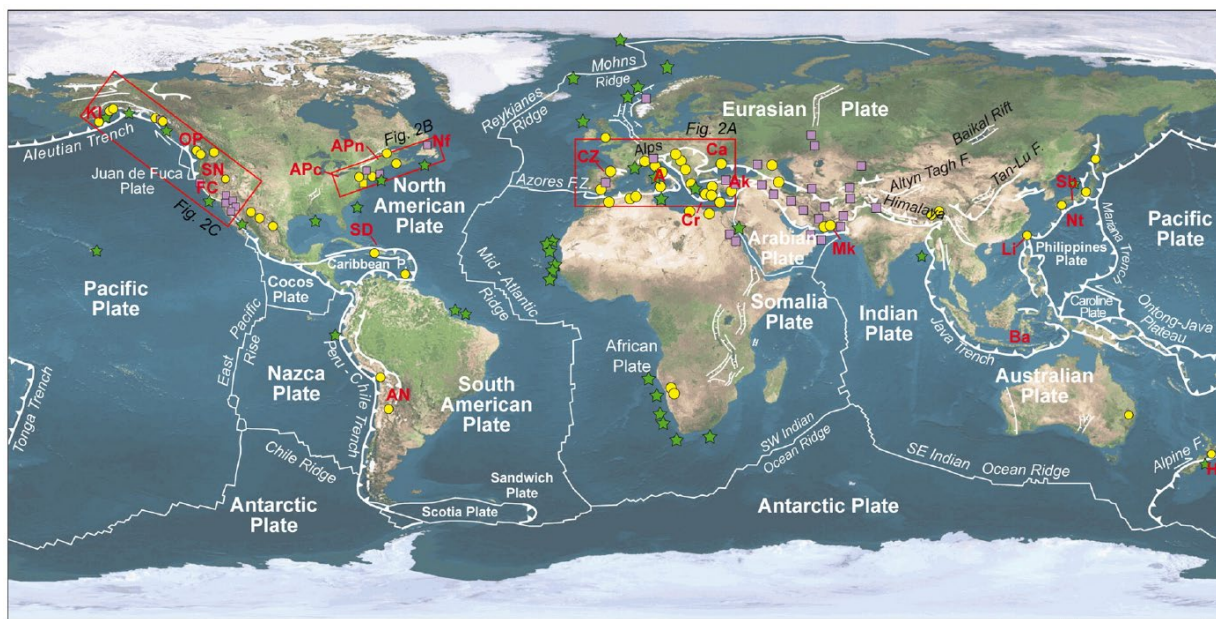 Mohns
Ridge
Reykjanes
Ridge
Eurasian Plate
Baikal Rift
KI
Aleutian Trench
OP
Fig. 2B
APn
Nf
Fig. 2A
Alps
CZ
Ca
Altyn Tagh F.
Tan-Lu F.
SN
APc
Juan de Fuca
Plate
FC
Azores F.Z.
A
Ak
Himalaya
Sb
North
American
Plate
Fig. 2C
Cr
Nt
Pacific
Plate
SD
Arabian
Plate
Mk
Li
Philippines
Plate
Mariana Trench
Caribbean P.
Mid - Atlantic
Ridge
Cocos
Plate
Pacific
Plate
Somalia
Plate
Indian
Plate
Caroline
Plate
Ontong-Java
Plateau
East Pacific
Rise
African
Plate
Java Trench
Ba
Nazca
Plate
Peru - Chile Trench
AN
South
American
Plate
Australian
Plate
Tonga Trench
Chile Ridge
SW Indian
Ocean Ridge
SE Indian Ocean Ridge
Alpine F.
H
Antarctic
Plate
Sandwich
Plate
Scotia Plate
Antarctic Plate